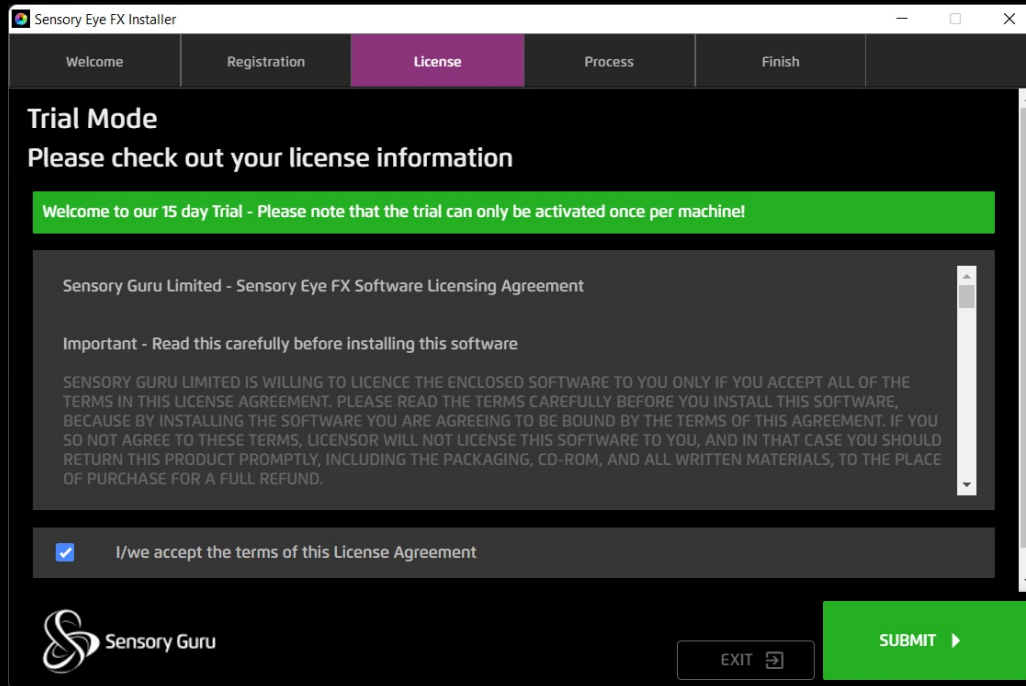 Sensory Eye FX Installer
Welcome
Registration
License
Process
Finish
Trial Mode
Please check out your license information
Welcome to our 15 day Trial - Please note that the trial can only be activated once per machine!
Sensory Guru Limited - Sensory Eye FX Software Licensing Agreement
Important - Read this carefully before installing this software
SENSORY GURU LIMITED IS WILLING TO LICENCE THE ENCLOSED SOFTWARE TO YOU ONLY IF YOU ACCEPT ALL OF THE
TERMS IN THIS LICENSE AGREEMENT. PLEASE READ THE TERMS CAREFULLY BEFORE YOU INSTALL THIS SOFTWARE,
BECAUSE BY INSTALLING THE SOFTWARE YOU ARE AGREEING TO BE BOUND BY THE TERMS OF THIS AGREEMENT. IF YOU
SO NOT AGREE TO THESE TERMS, LICENSOR WILL NOT LICENSE THIS SOFTWARE TO YOU, AND IN THAT CASE YOU SHOULD
RETURN THIS PRODUCT PROMPTLY, INCLUDING THE PACKAGING, CD-ROM, AND ALL WRITTEN MATERIALS, TO THE PLACE
OF PURCHASE FOR A FULL REFUND.
I/we accept the terms of this License Agreement
Sensory Guru
EXIT
SUBMIT